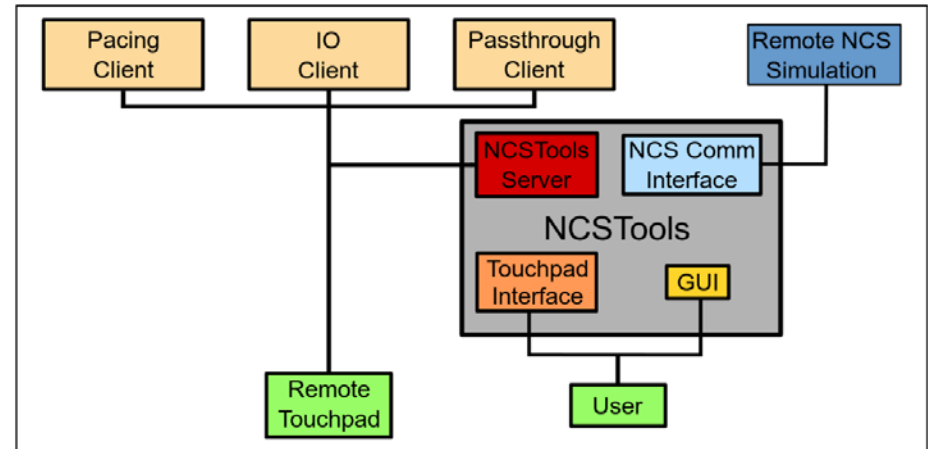 Pacing
Client
IO
Client
Passthrough
Client
Remote NCS
Simulation
NCSTools
Server
NCS Comm
Interface
NCSTools
Touchpad
Interface
GUI
Remote
Touchpad
User